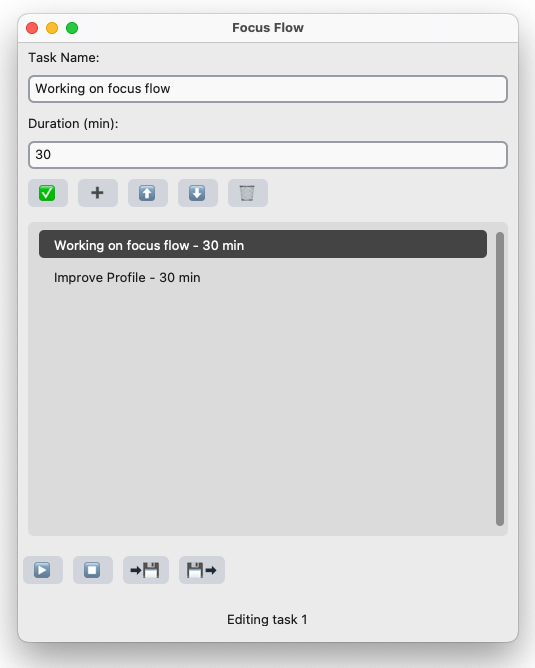 Focus Flow
Task Name:
Working on focus flow
Duration (min):
30
Working on focus flow - 30 min
Improve Profile - 30 min
Editing task 1